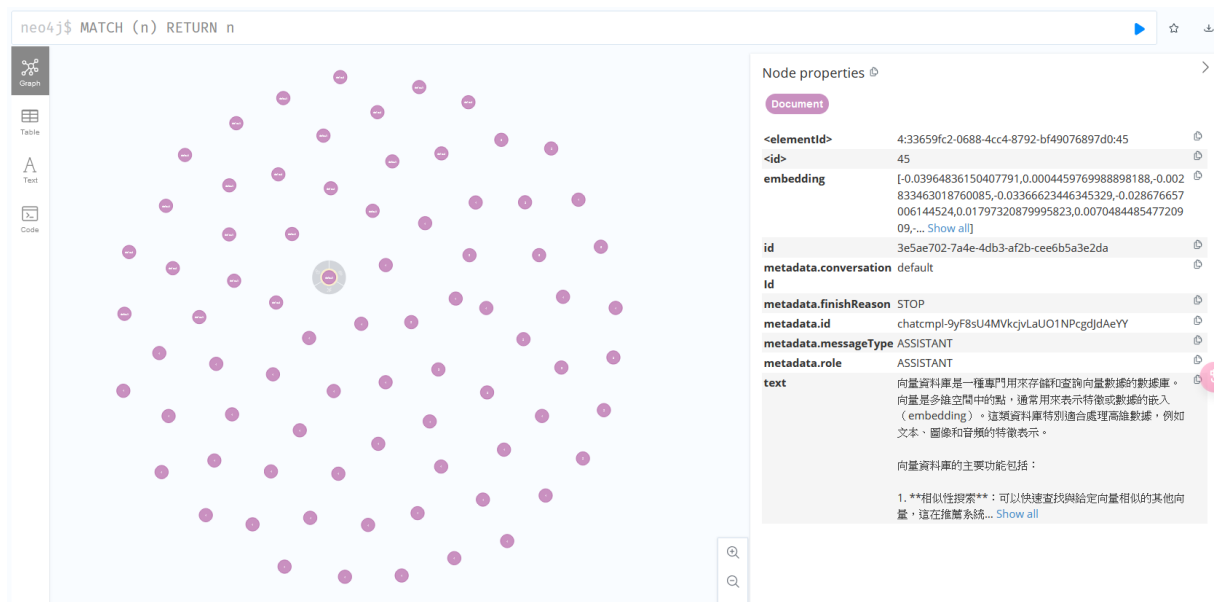 neo4j$ MATCH (n) RETURN n
Graph
Table
Text
Code
Node properties
Document
<elementId> 4:33659fc2-0688-4cc4-8792-bf49076897d0:45
<id> 45
embedding [-0.03964836150407791,0.0004459769988898188,-0.002
833463018760085,-0.03366623446345329,-0.028676657
006144524,0.01797320879995823,0.0070484485477209
09,-... Show all]
id 3e5ae702-7a4e-4db3-af2b-cee6b5a3e2da
metadata.conversation default
Id
metadata.finishReason STOP
metadata.id chatcmpl-9yF8sU4MVkcjvLaUO1NPcgdJdAeYY
metadata.messageType ASSISTANT
metadata.role ASSISTANT
text 向量資料庫是一種專門用來存儲和查詢向量數據的數據庫。
向量是多維空間中的點，通常用來表示特徵或數據的嵌入
（embedding）。這類資料庫特別適合處理高維數據，例如
文本、圖像和音頻的特徵表示。
向量資料庫的主要功能包括：
1. **相似性搜索**：可以快速查找與給定向量相似的其他向
量，這在推薦系統... Show all